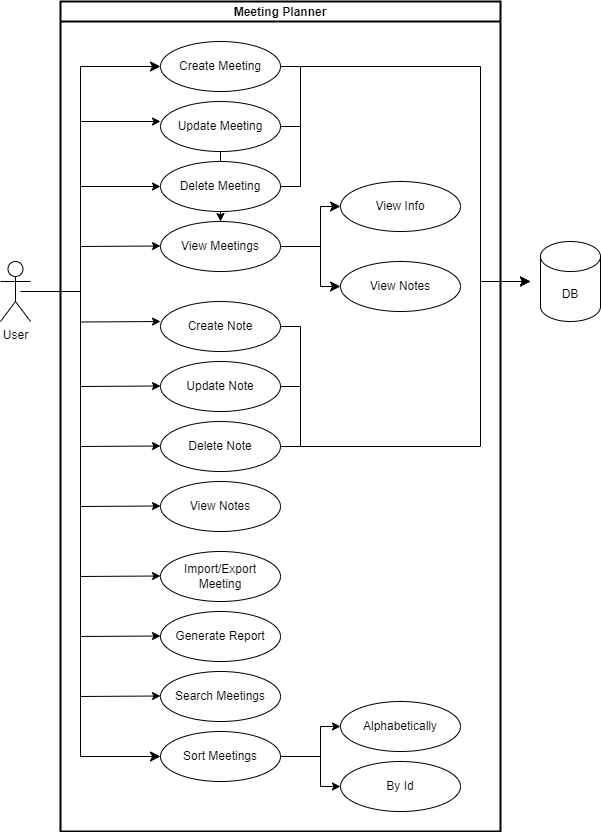 Meeting Planner
Create Meeting
Update Meeting
Delete Meeting
View Meetings
View Info
View Notes
User
DB
Create Note
Update Note
Delete Note
View Notes
Import/Export
Meeting
Generate Report
Search Meetings
Sort Meetings
Alphabetically
By Id